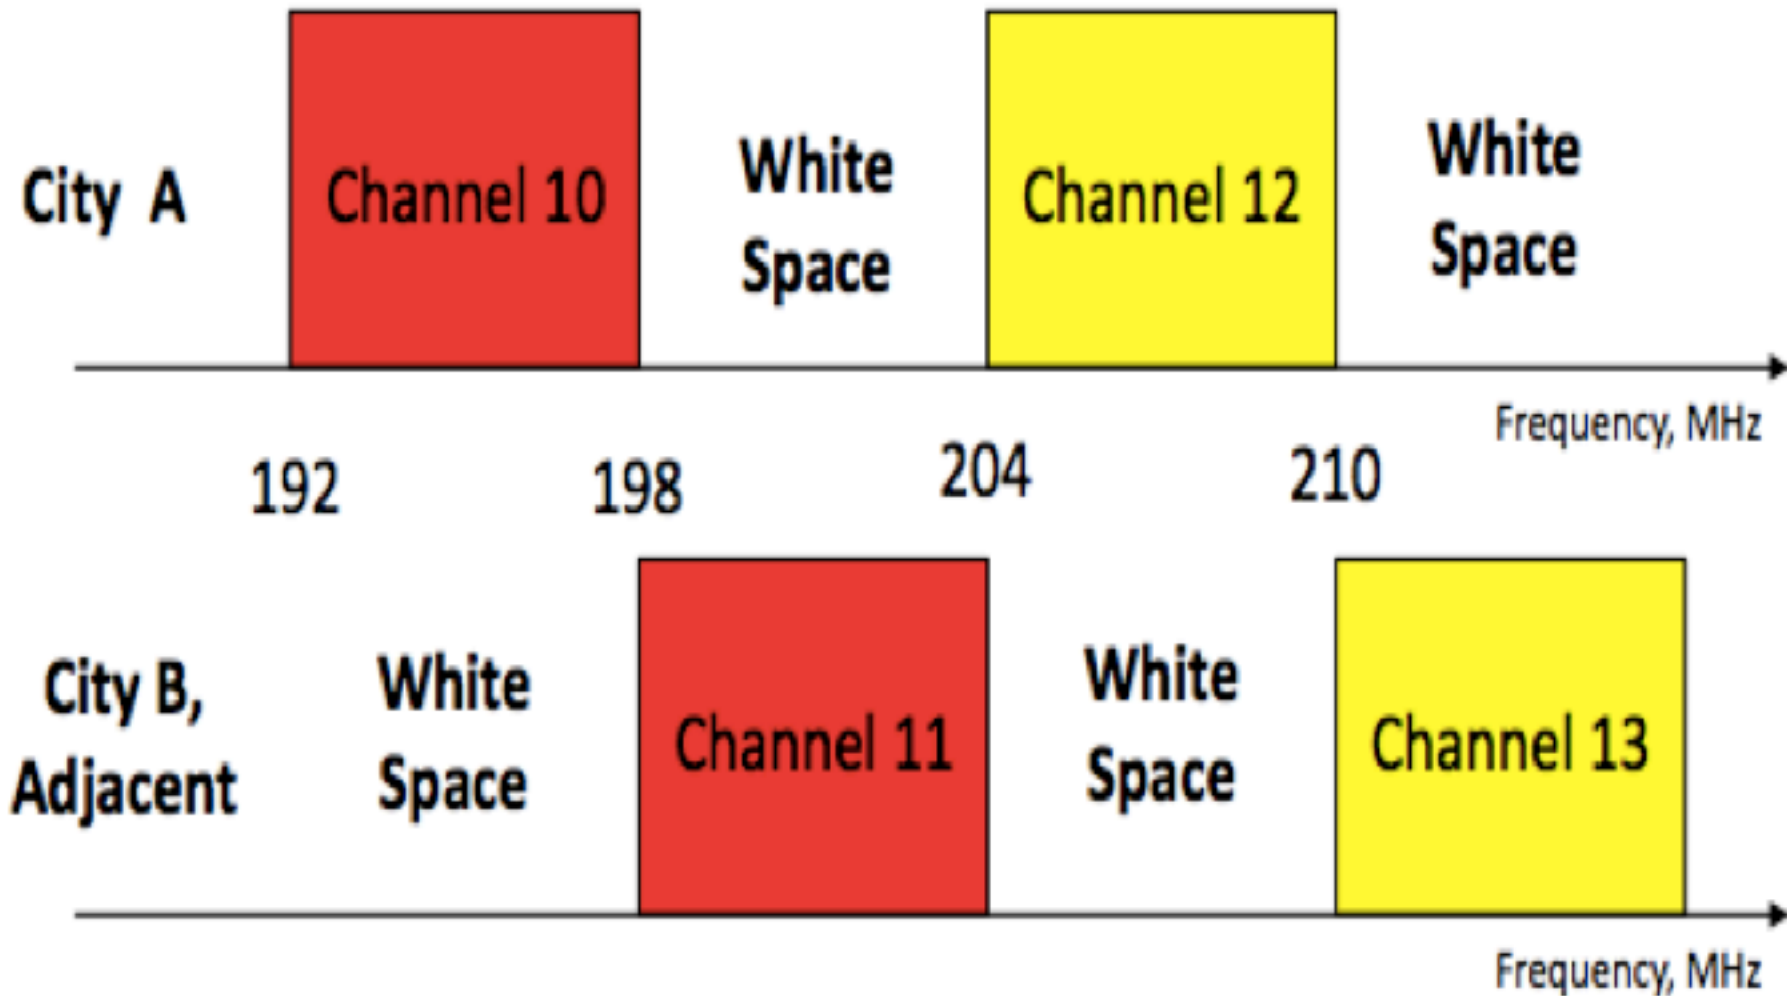 City A
Channel 10
White
Space
Channel 12
White
Space
Frequency, MHz
192
198
204
210
City B,
Adjacent
White
Space
Channel 11
White
Space
Channel 13
Frequency, MHz